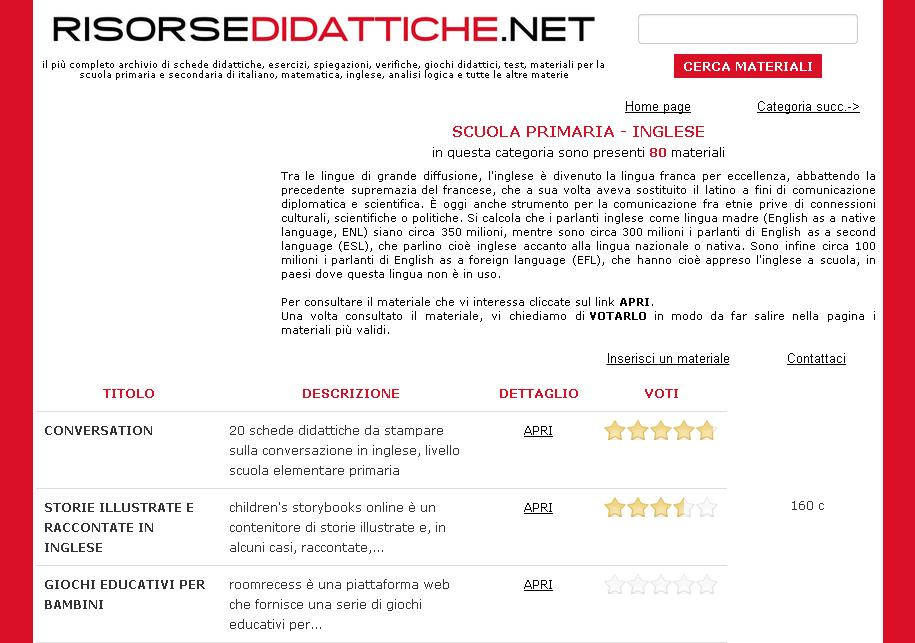 RISORSEDIDATTICHE.NET
il più completo archivio di schede didattiche, esercizi, spiegazioni, verifiche, giochi didattici, test, materiali per la
scuola primaria e secondaria di italiano, matematica, inglese, analisi logica e tutte le altre materie
CERCA MATERIALI
Home page
Categoria succ.->
SCUOLA PRIMARIA - INGLESE
in questa categoria sono presenti 80 materiali
Tra le lingue di grande diffusione, l'inglese è divenuto la lingua franca per eccellenza, abbattendo la
precedente supremazia del francese, che a sua volta aveva sostituito il latino a fini di comunicazione
diplomatica e scientifica. È oggi anche strumento per la comunicazione fra etnie prive di connessioni
culturali, scientifiche o politiche. Si calcola che i parlanti inglese come lingua madre (English as a native
language, ENL) siano circa 350 milioni, mentre sono circa 300 milioni i parlanti di English as a second
language (ESL), che parlino cioè inglese accanto alla lingua nazionale o nativa. Sono infine circa 100
milioni i parlanti di English as a foreign language (EFL), che hanno cioè appreso l'inglese a scuola, in
paesi dove questa lingua non è in uso.
Per consultare il materiale che vi interessa cliccate sul link APRI.
Una volta consultato il materiale, vi chiediamo di VOTARLO in modo da far salire nella pagina i
materiali più validi.
Inserisci un materiale
Contattaci
TITOLO
DESCRIZIONE
DETTAGLIO
VOTI
CONVERSATION
20 schede didattiche da stampare
sulla conversazione in inglese, livello
scuola elementare primaria
APRI
STORIE ILLUSTRATE E
RACCONTATE IN
INGLESE
children's storybooks online è un
contenitore di storie illustrate e, in
alcuni casi, raccontate,...
APRI
160 c
GIOCHI EDUCATIVI PER
BAMBINI
roomrecess è una piattaforma web
che fornisce una serie di giochi
educativi per...
APRI